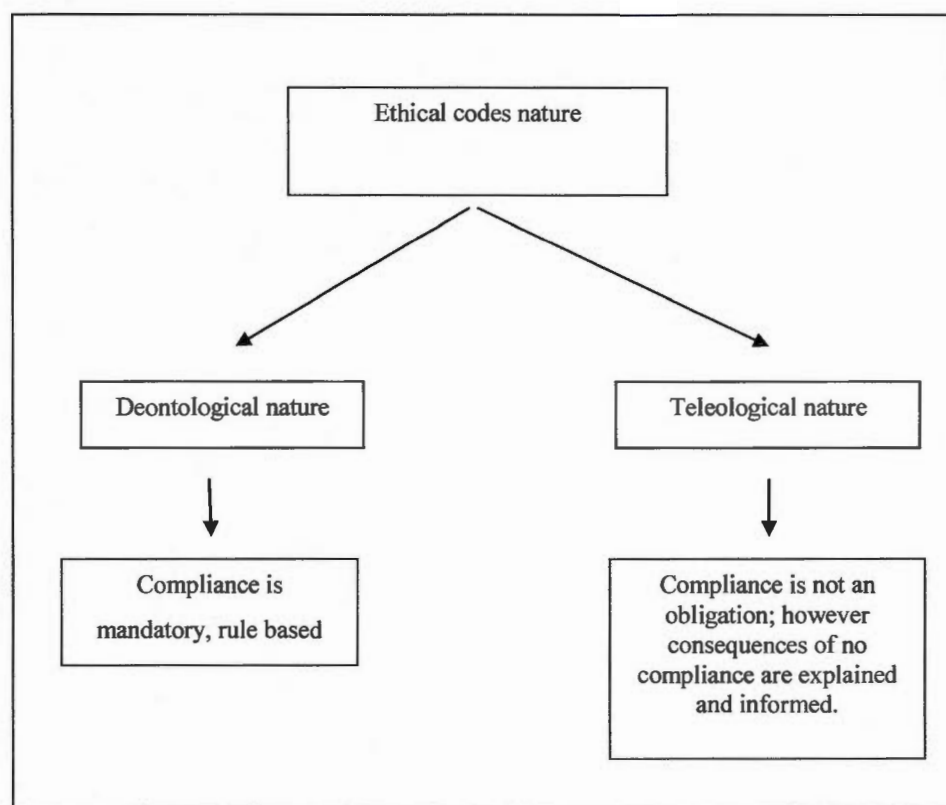 Ethical codes nature
Deontological nature
Teleological nature
Compliance is
mandatory, rule based
Compliance is not an
obligation; however
consequences of no
compliance are explained
and informed.